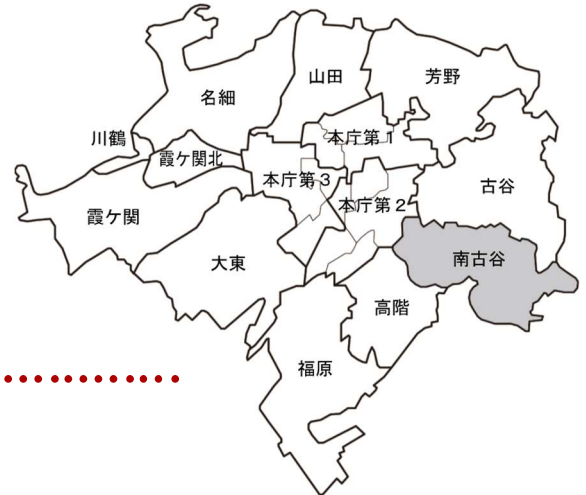 山田
芳野
名細
川鶴
本庁第1
霞ケ関北
本庁第3
古谷
本庁第2
霞ケ関
大東
南古谷
高階
福原